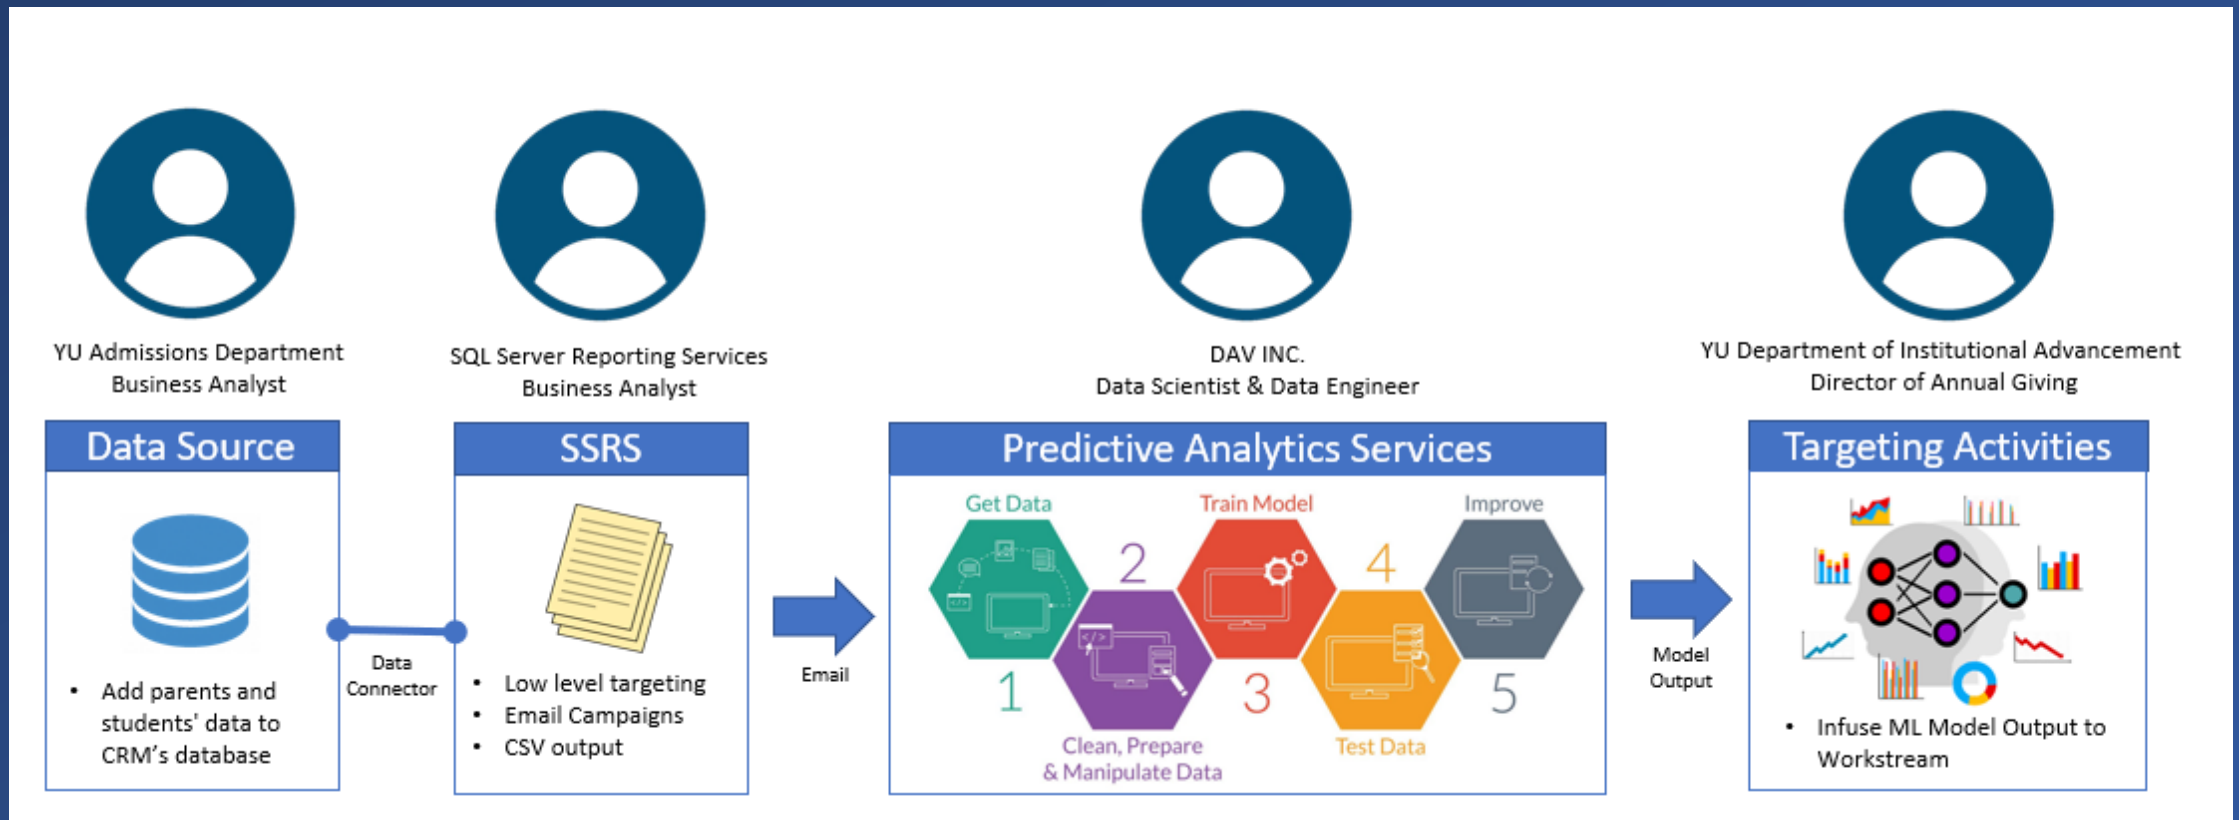 YU Admissions Department
Business Analyst
SQL Server Reporting Services
Business Analyst
DAV INC.
Data Scientist & Data Engineer
YU Department of Institutional Advancement
Director of Annual Giving
Data Source
• Add parents and
students' data to
CRM’s database
Data
Connector
SSRS
• Low level targeting
• Email Campaigns
• CSV output
Email
Predictive Analytics Services
Get Data
1
2
Clean, Prepare
& Manipulate Data
Train Model
3
4
Test Data
Improve
5
Model
Output
Targeting Activities
• Infuse ML Model Output to
Workstream